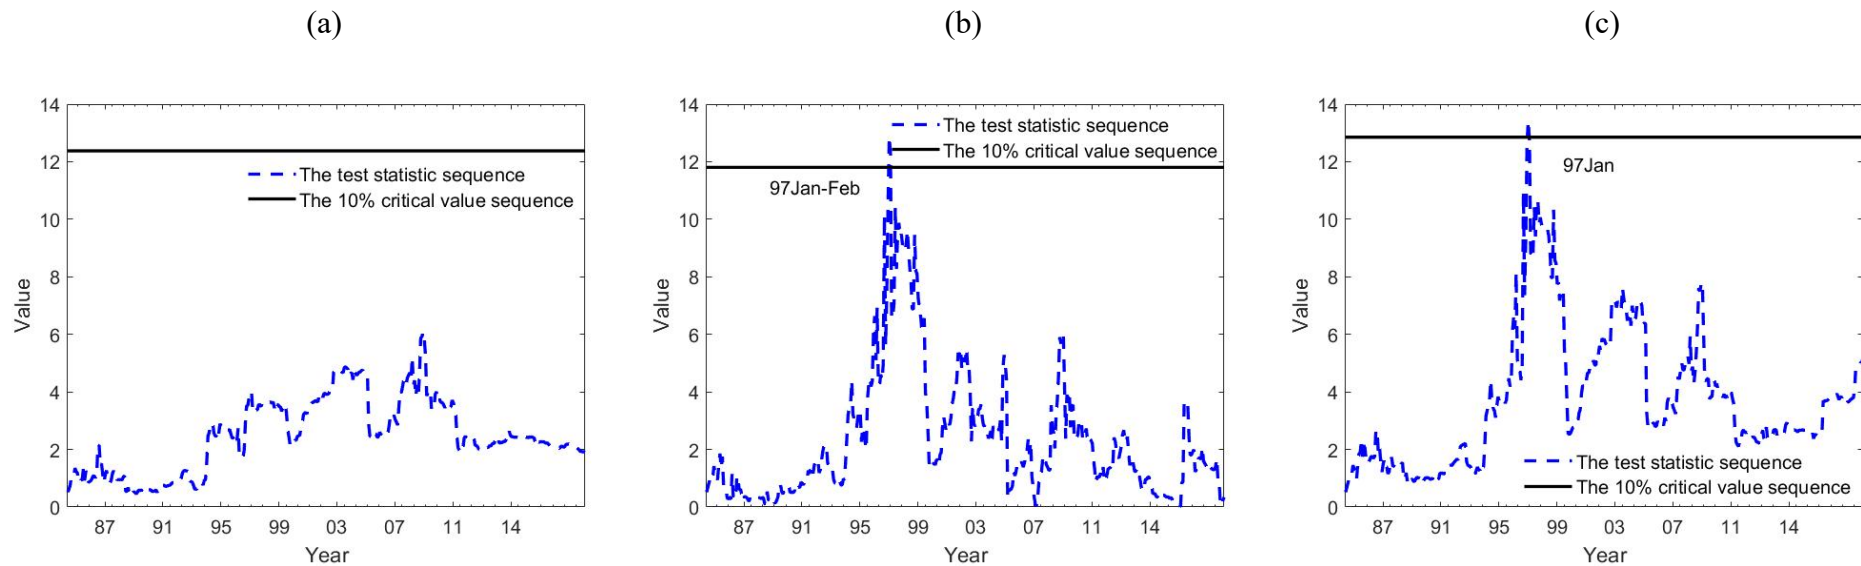 (a)
14
12
10
8
6
4
2
0
Value
The test statistic sequence
The 10% critical value sequence
87 91 95 99 03 07 11 14
Year
(b)
14
12
10
8
6
4
2
0
Value
The test statistic sequence
The 10% critical value sequence
97Jan-Feb
87 91 95 99 03 07 11 14
Year
(c)
14
12
10
8
6
4
2
0
Value
97Jan
The test statistic sequence
The 10% critical value sequence
87 91 95 99 03 07 11 14
Year